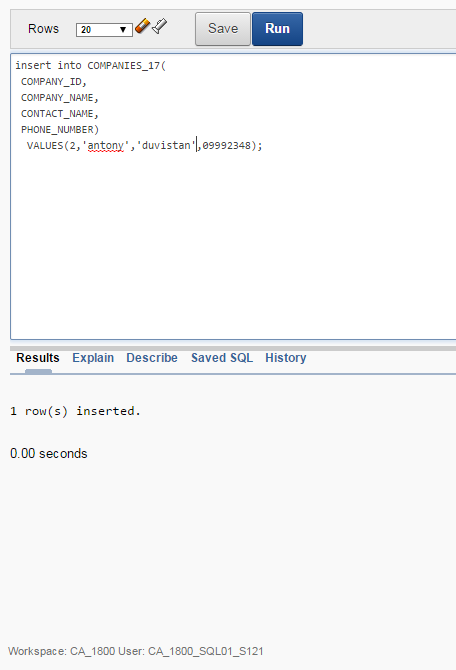 Rows 20 Save Run
insert into COMPANIES_17(
COMPANY_ID,
COMPANY_NAME,
CONTACT_NAME,
PHONE_NUMBER)
VALUES(2,'antony','duvistan',09992348);
Results Explain Describe Saved SQL History
1 row(s) inserted.
0.00 seconds
Workspace: CA_1800 User: CA_1800_SQL01_S121